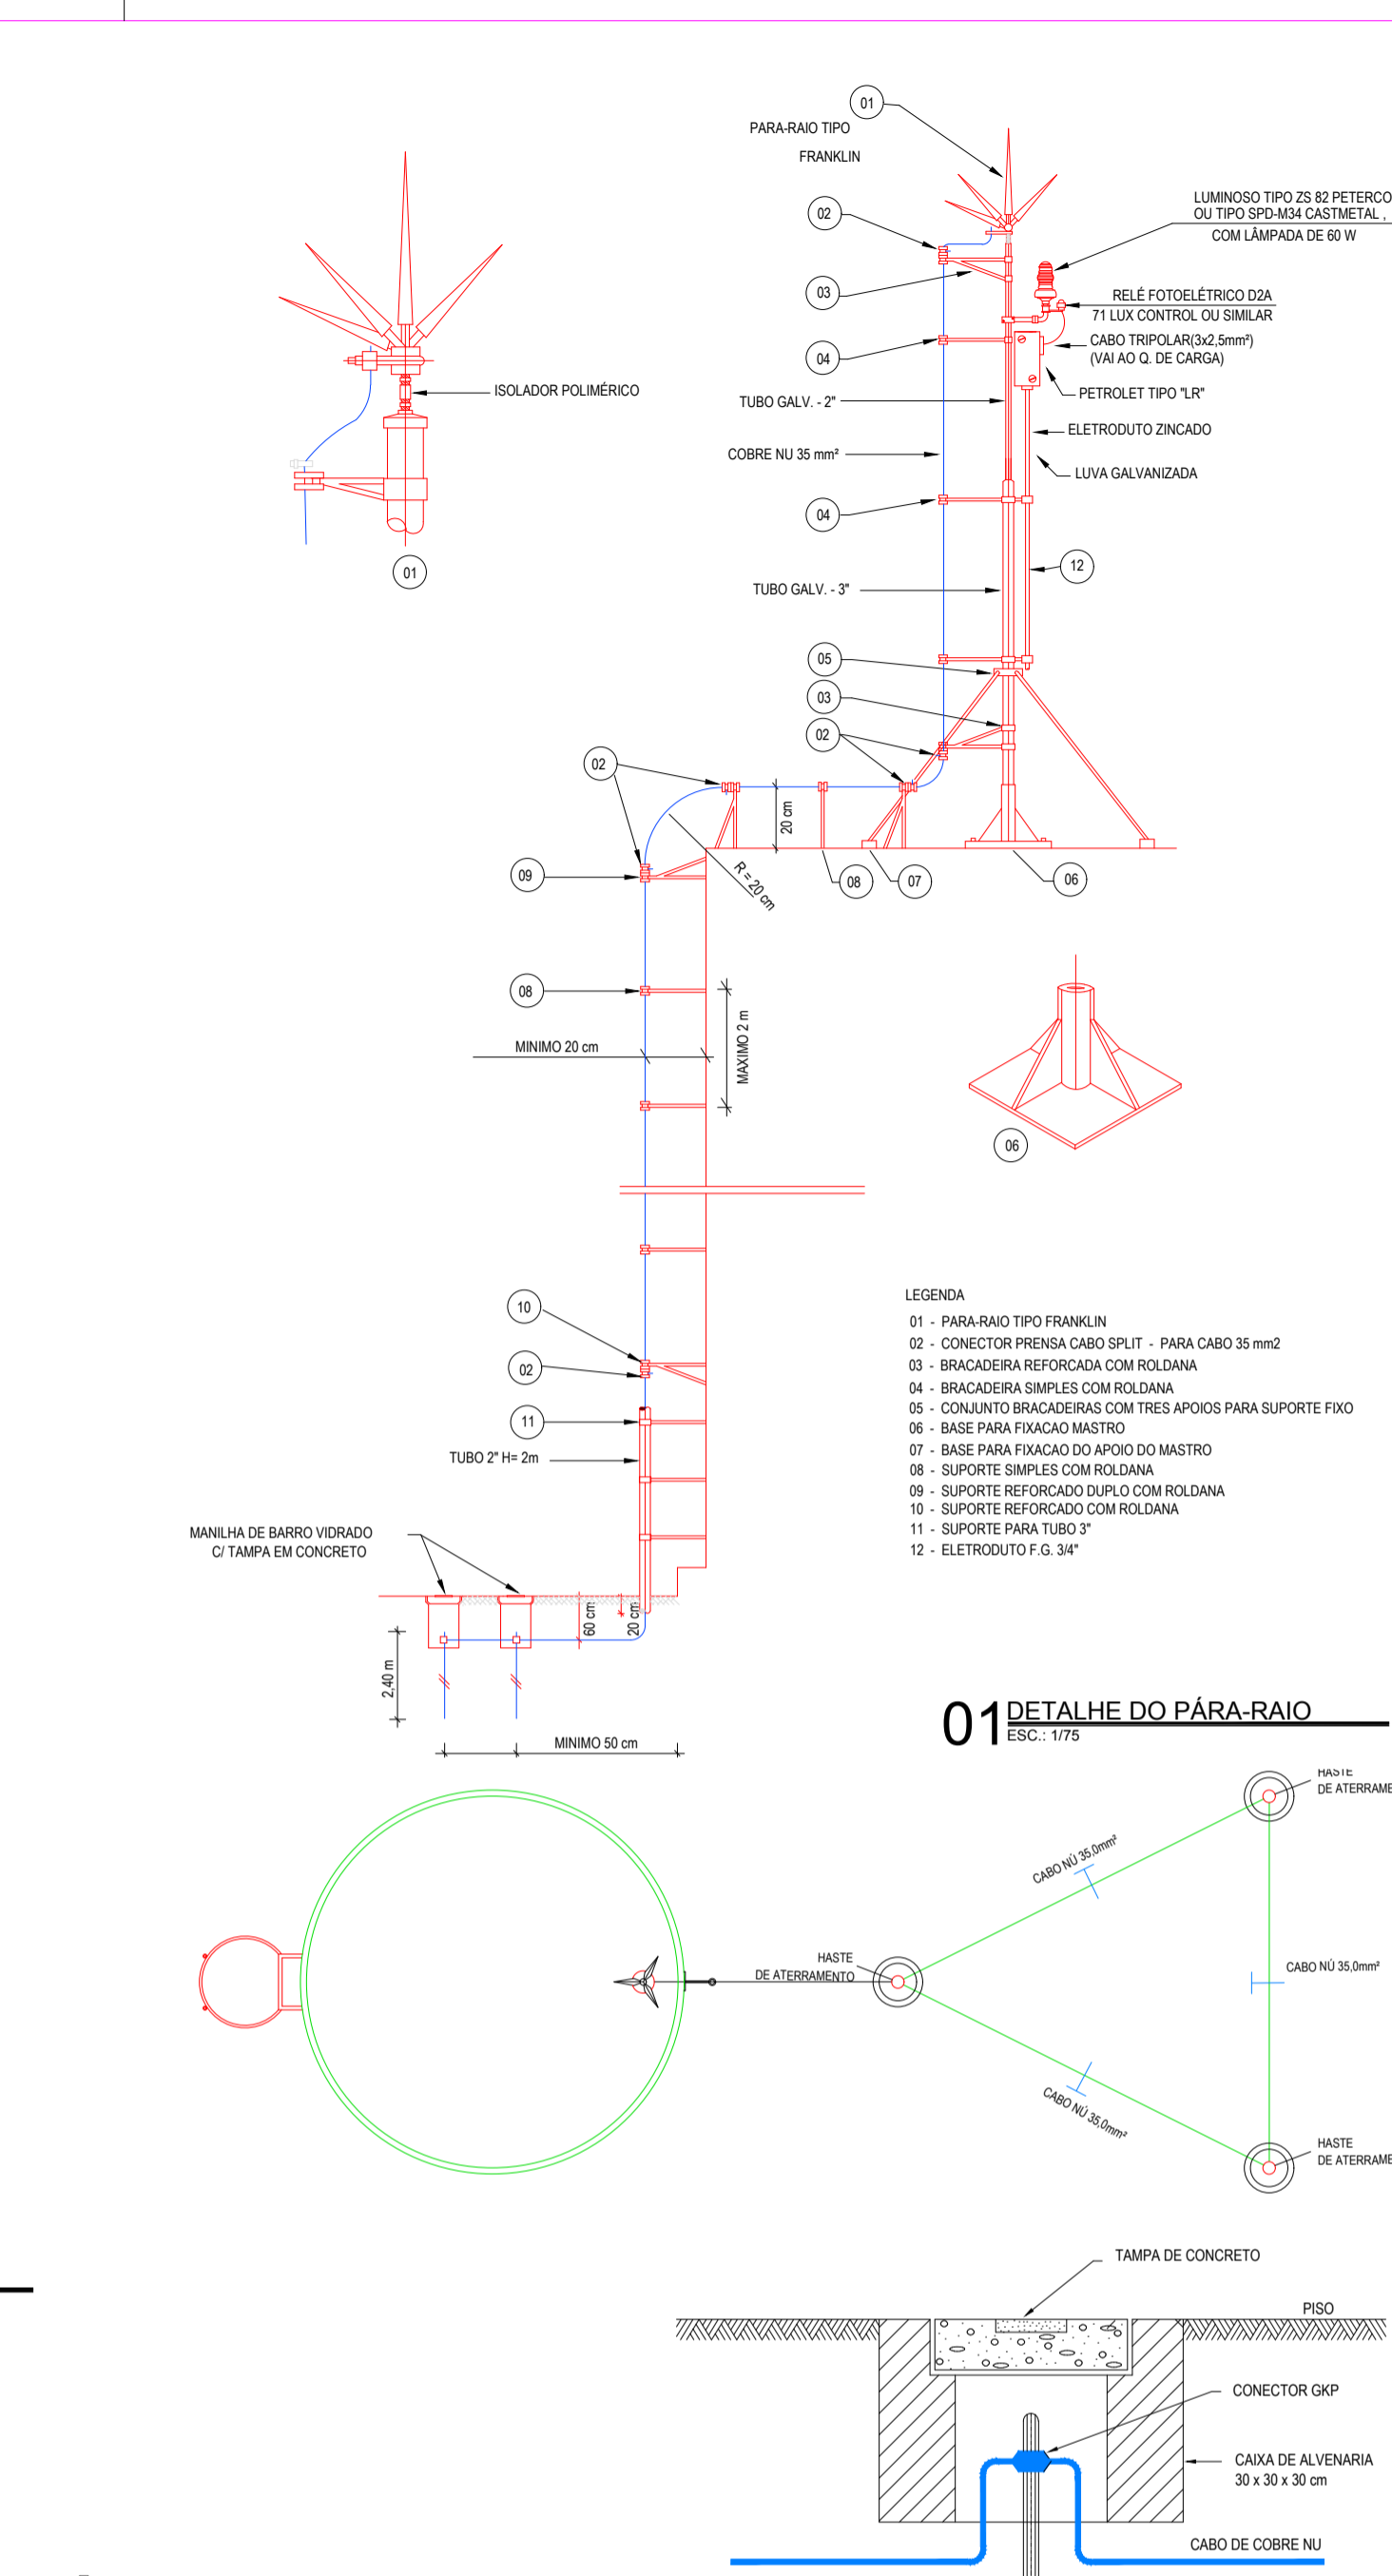 01
PARA-RAIO TIPO
FRANKLIN
02
LUMINOSO TIPO ZS 82 PETERCO
OU TIPO SPD-M34 CASTMETAL ,
COM LÂMPADA DE 60 W
03
RELÉ FOTOELÉTRICO D2A
71 LUX CONTROL OU SIMILAR
04
CABO TRIPOLAR(3x2,5mm²)
(VAI AO Q. DE CARGA)
ISOLADOR POLIMÉRICO
TUBO GALV. - 2"
PETROLET TIPO "LR"
ELETRODUTO ZINCADO
COBRE NU 35 mm²
LUVA GALVANIZADA
04
01
12
TUBO GALV. - 3"
05
03
02
02
20 cm
09
R = 20 cm
08
07
06
08
MINIMO 20 cm
MAXIMO 2 m
06
LEGENDA
01 - PARA-RAIO TIPO FRANKLIN
02 - CONECTOR PRENSA CABO SPLIT - PARA CABO 35 mm2
03 - BRACADEIRA REFORCADA COM ROLDANA
04 - BRACADEIRA SIMPLES COM ROLDANA
05 - CONJUNTO BRACADEIRAS COM TRES APOIOS PARA SUPORTE FIXO
06 - BASE PARA FIXACAO MASTRO
07 - BASE PARA FIXACAO DO APOIO DO MASTRO
08 - SUPORTE SIMPLES COM ROLDANA
09 - SUPORTE REFORCADO DUPLO COM ROLDANA
10 - SUPORTE REFORCADO COM ROLDANA
11 - SUPORTE PARA TUBO 3"
12 - ELETRODUTO F.G. 3/4"
10
02
11
TUBO 2" H= 2m
MANILHA DE BARRO VIDRADO
C/ TAMPA EM CONCRETO
60 cm
20 cm
2,40 m
MINIMO 50 cm
01 DETALHE DO PÁRA-RAIO
ESC.: 1/75
HASTE
DE ATERRAME
CABO NÚ 35,0mm²
HASTE
DE ATERRAMENTO
CABO NÚ 35,0mm²
CABO NÚ 35,0mm²
HASTE
DE ATERRAME
TAMPA DE CONCRETO
PISO
CONECTOR GKP
CAIXA DE ALVENARIA
30 x 30 x 30 cm
CABO DE COBRE NU